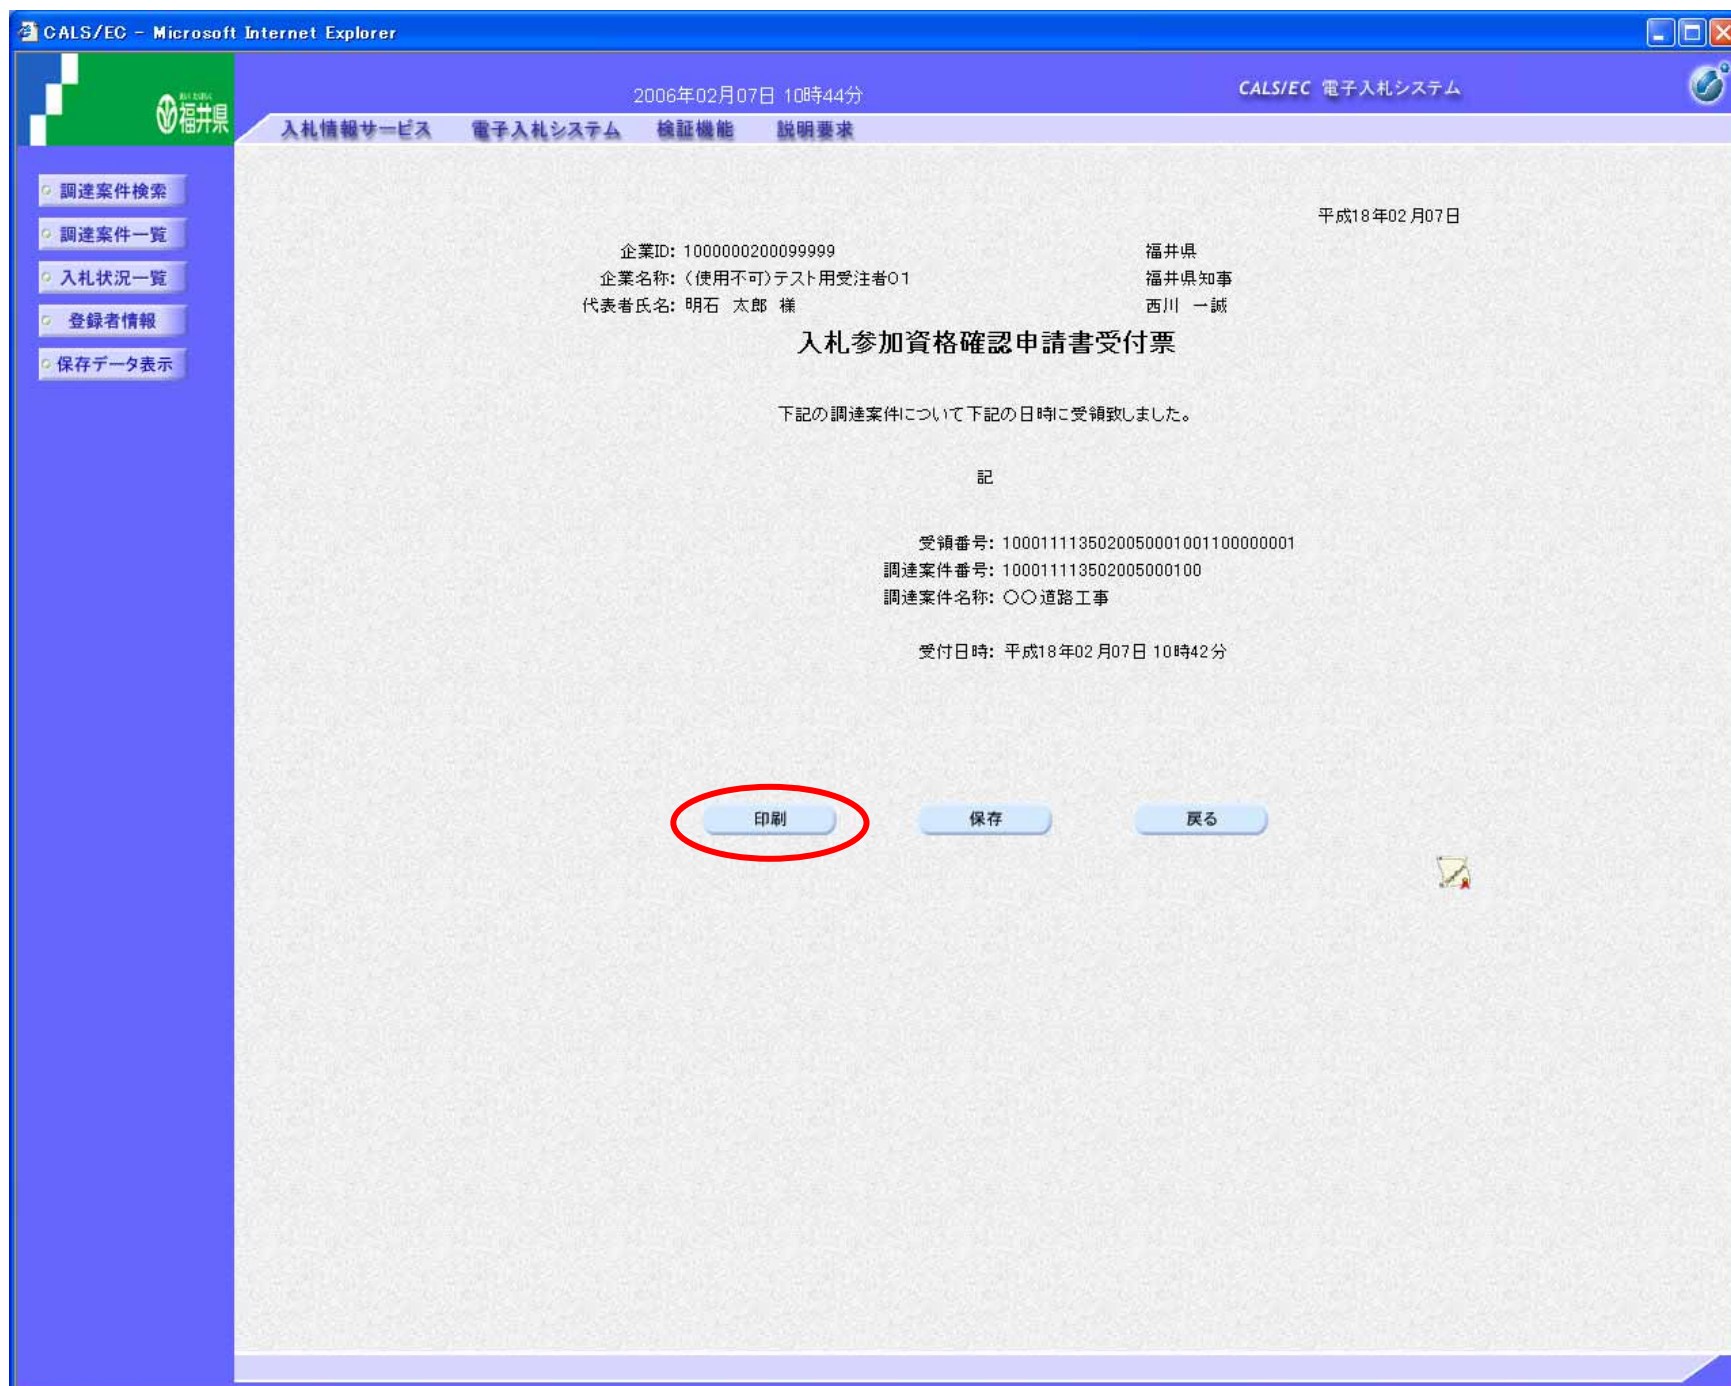 CALS/EC - Microsoft Internet Explorer
福井県
2006年02月07日 10時44分
CALS/EC 電子入札システム
入札情報サービス 電子入札システム 検証機能 説明要求
調達案件検索
調達案件一覧
入札状況一覧
登録者情報
保存データ表示
平成18年02月07日
企業ID: 1000000200099999 福井県
企業名称: (使用不可)テスト用受注者01 福井県知事
代表者氏名: 明石 太郎 様 西川 一誠
入札参加資格確認申請書受付票
下記の調達案件について下記の日時に受領致しました。
記
受領番号: 1000111135020050001001100000001
調達案件番号: 100011113502005000100
調達案件名称: 〇〇道路工事
受付日時: 平成18年02月07日 10時42分
印刷 保存 戻る